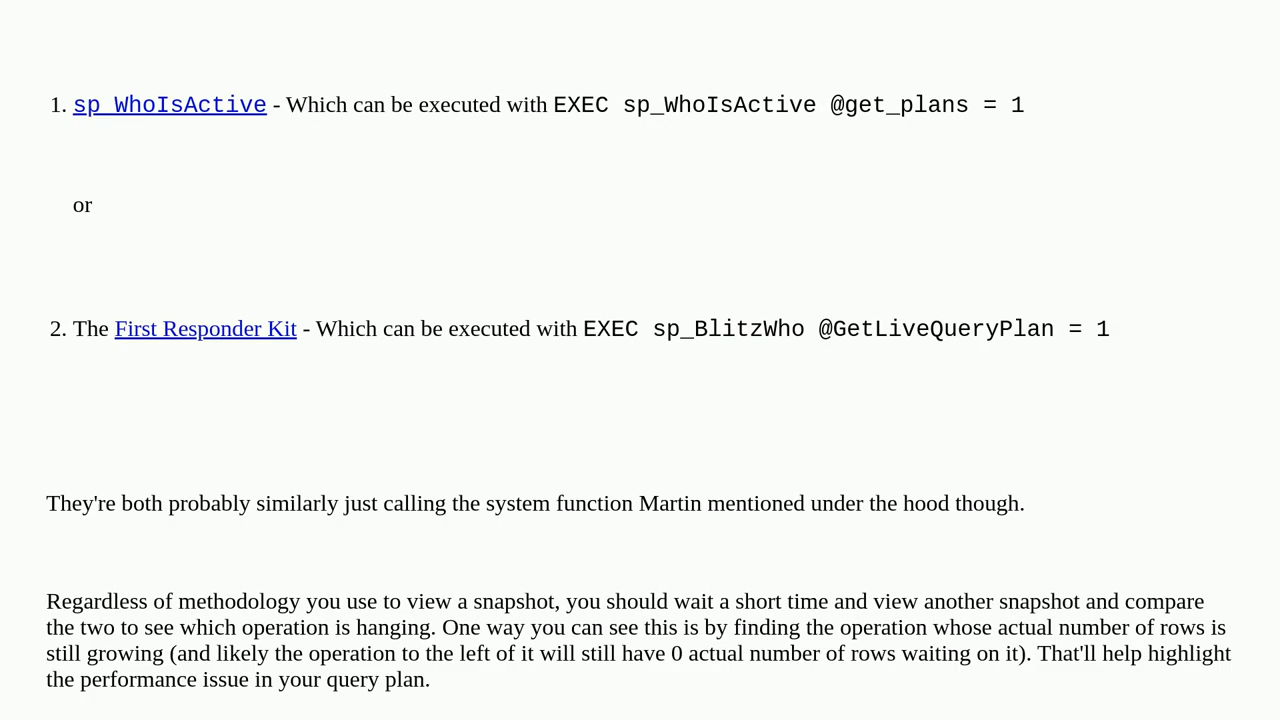 1. sp_WhoIsActive - Which can be executed with EXEC sp_WhoIsActive @get_plans = 1
or
2. The First Responder Kit - Which can be executed with EXEC sp_BlitzWho @GetLiveQueryPlan = 1
They're both probably similarly just calling the system function Martin mentioned under the hood though.
Regardless of methodology you use to view a snapshot, you should wait a short time and view another snapshot and compare
the two to see which operation is hanging. One way you can see this is by finding the operation whose actual number of rows is
still growing (and likely the operation to the left of it will still have 0 actual number of rows waiting on it). That'll help highlight
the performance issue in your query plan.